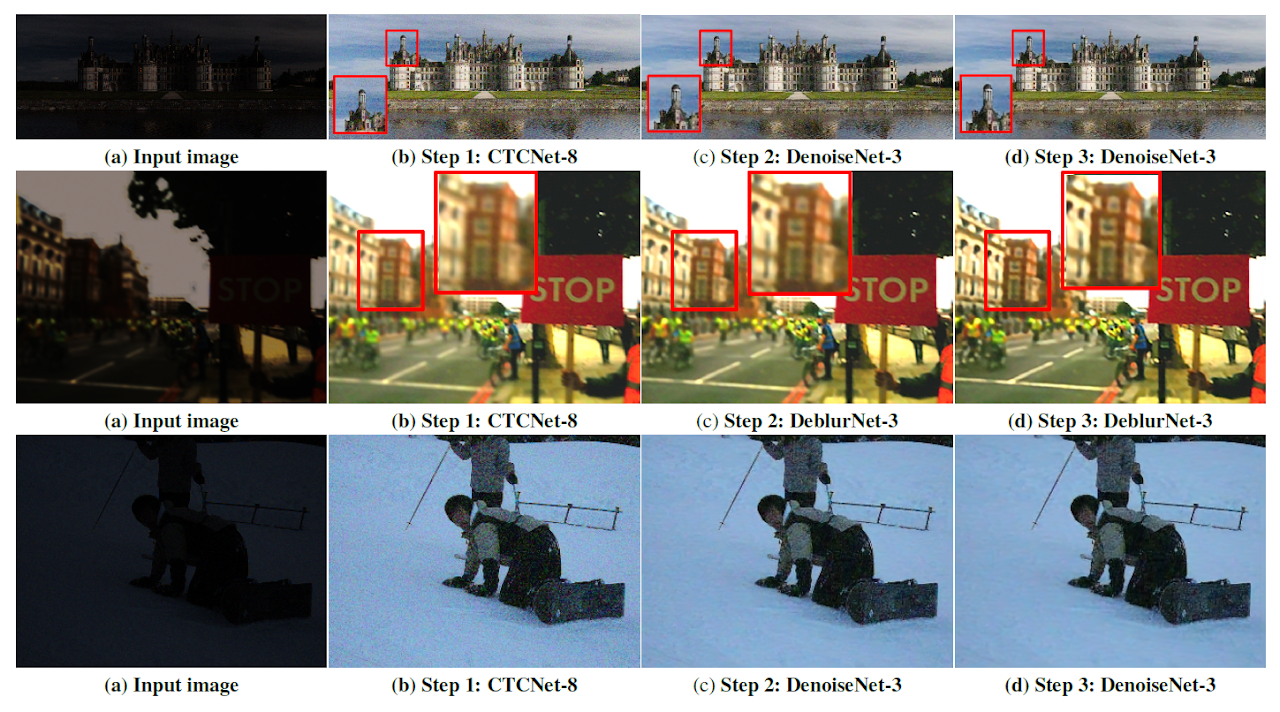 (a) Input image
(b) Step 1: CTCNet-8
(c) Step 2: DenoiseNet-3
(d) Step 3: DenoiseNet-3
STOP
STOP
STOP
STOP
(a) Input image
(b) Step 1: CTCNet-8
(c) Step 2: DeblurNet-3
(d) Step 3: DeblurNet-3
(a) Input image
(b) Step 1: CTCNet-8
(c) Step 2: DenoiseNet-3
(d) Step 3: DenoiseNet-3